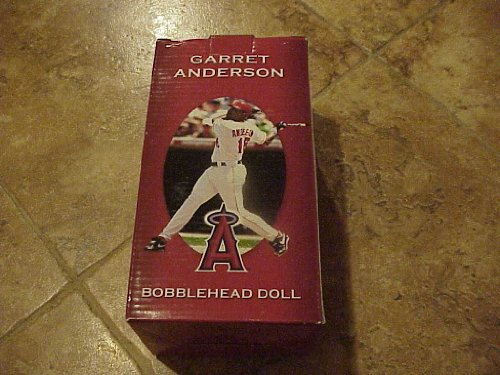 GARRET
ANDERSON
ANDERSON
16
A
BOBBLEHEAD DOLL